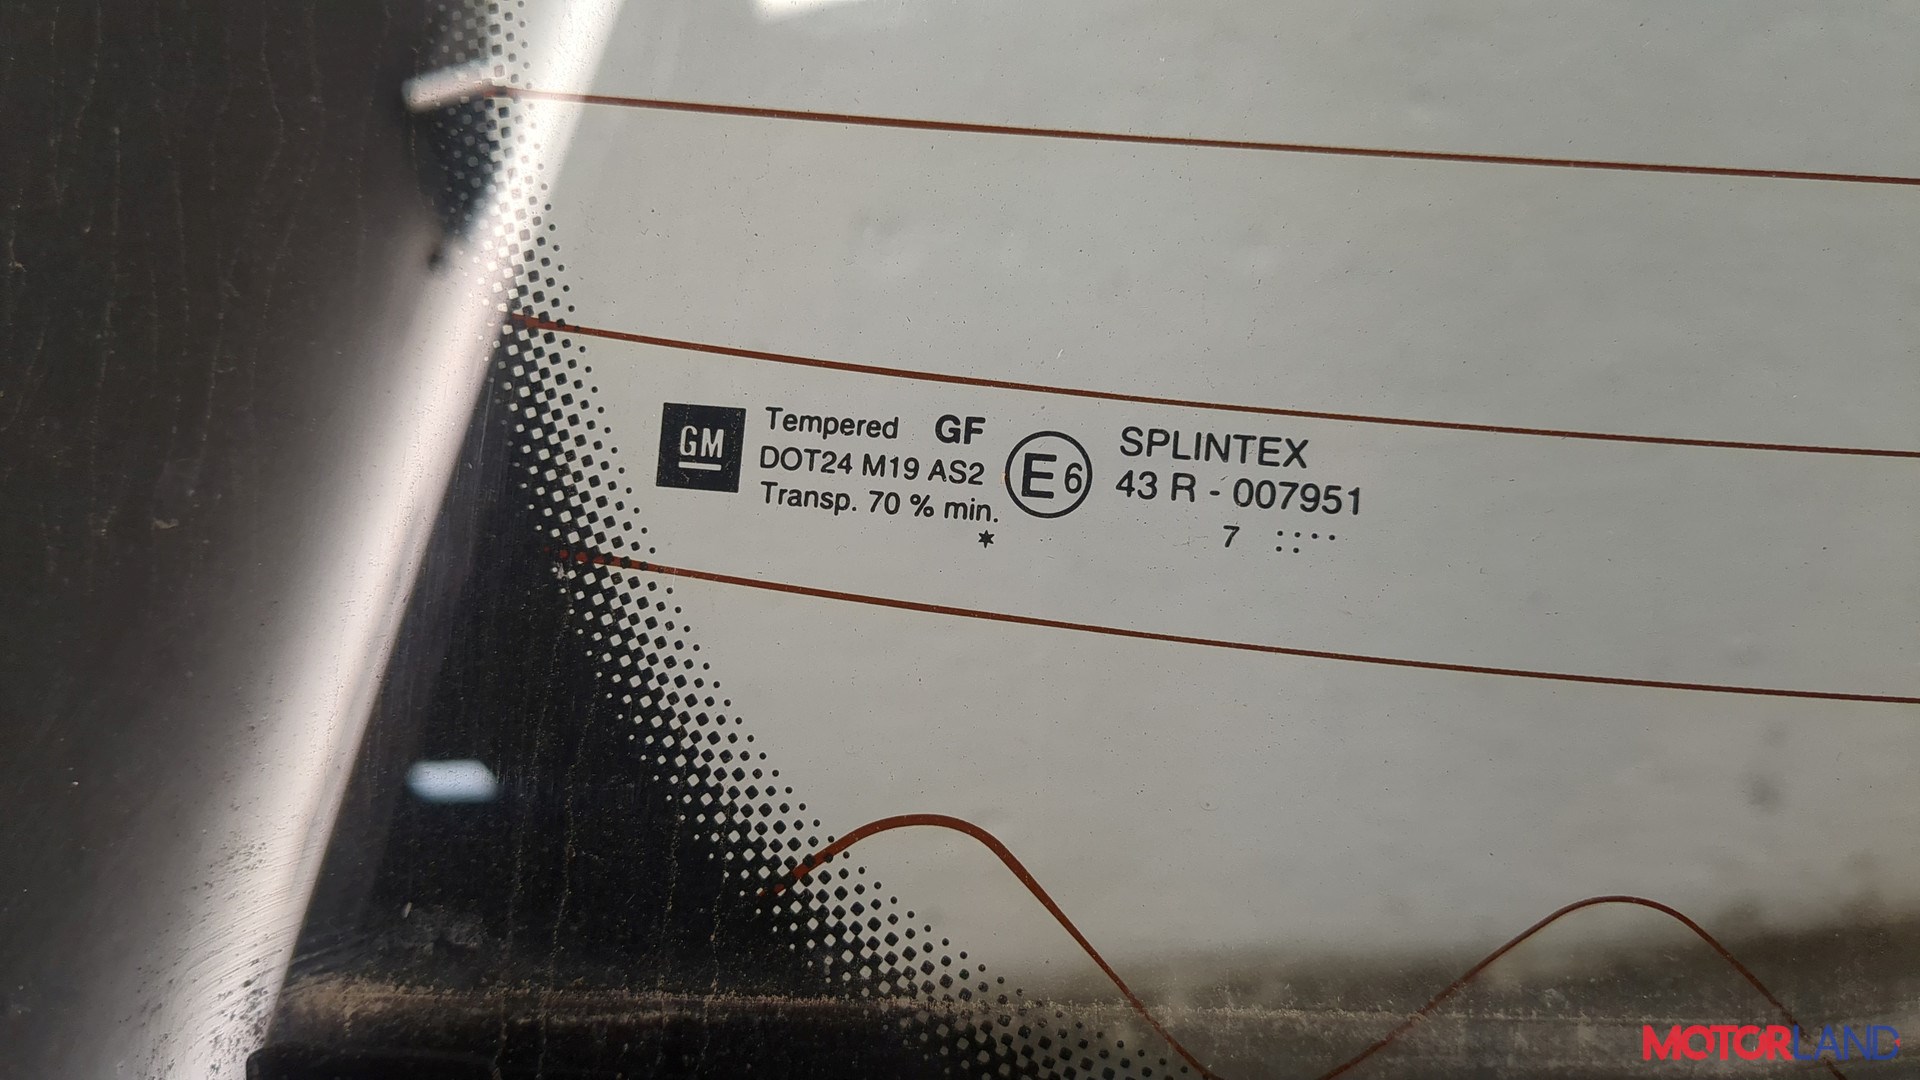 GM
Tempered GF
DOT24 M19 AS2
Transp. 70 % min.
E6
SPLINTEX
43 R - 007951
7
MOTORLAND